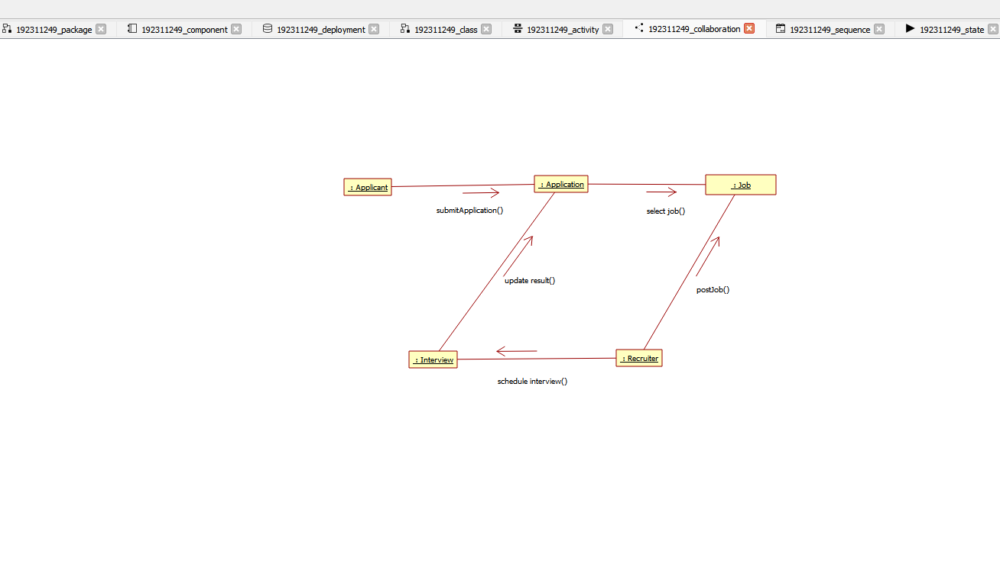 192311249_package
192311249_component
192311249_deployment
192311249_class
192311249_activity
192311249_collaboration
192311249_sequence
192311249_state
: Applicant
: Application
: Job
submitApplication()
select job()
update result()
postJob()
: Interview
: Recruiter
schedule interview()